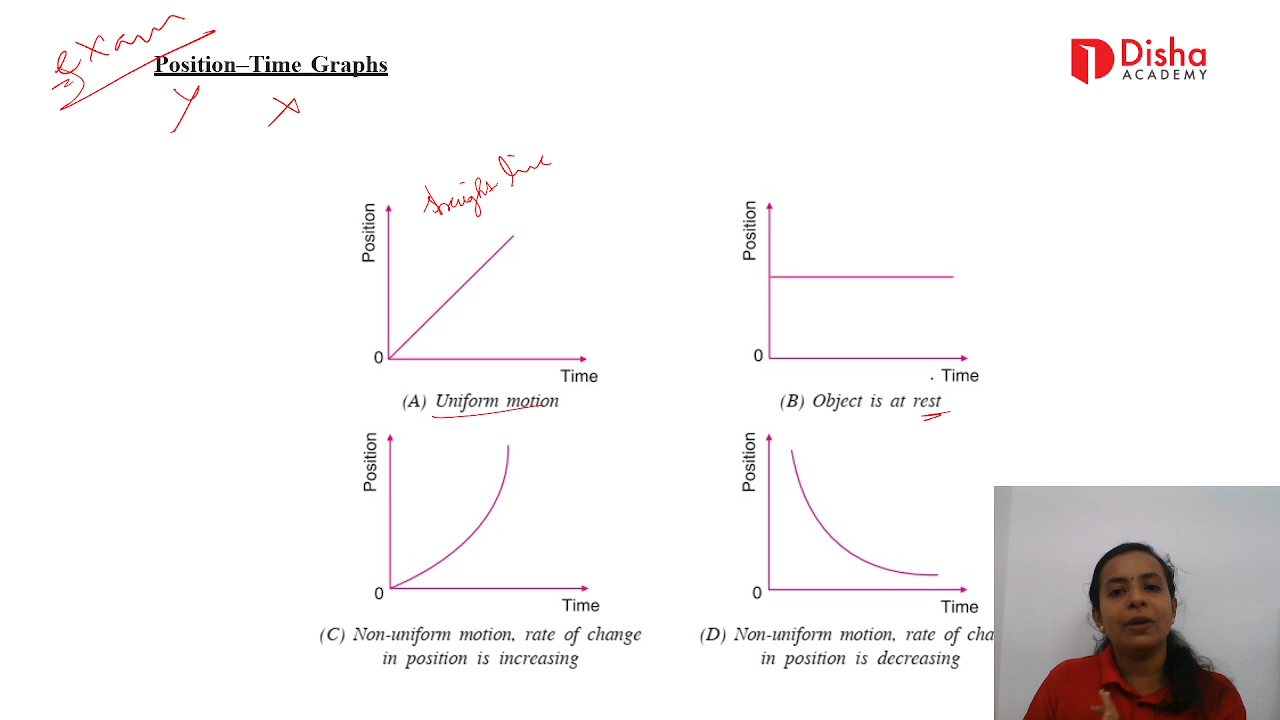 Exam
Position–Time Graphs
Y X
Disha
ACADEMY
Straight line
Position
0
Time
(A) Uniform motion
Position
0
Time
(B) Object is at rest
Position
0
Time
(C) Non-uniform motion, rate of change
in position is increasing
Position
0
Time
(D) Non-uniform motion, rate of cha
in position is decreasing